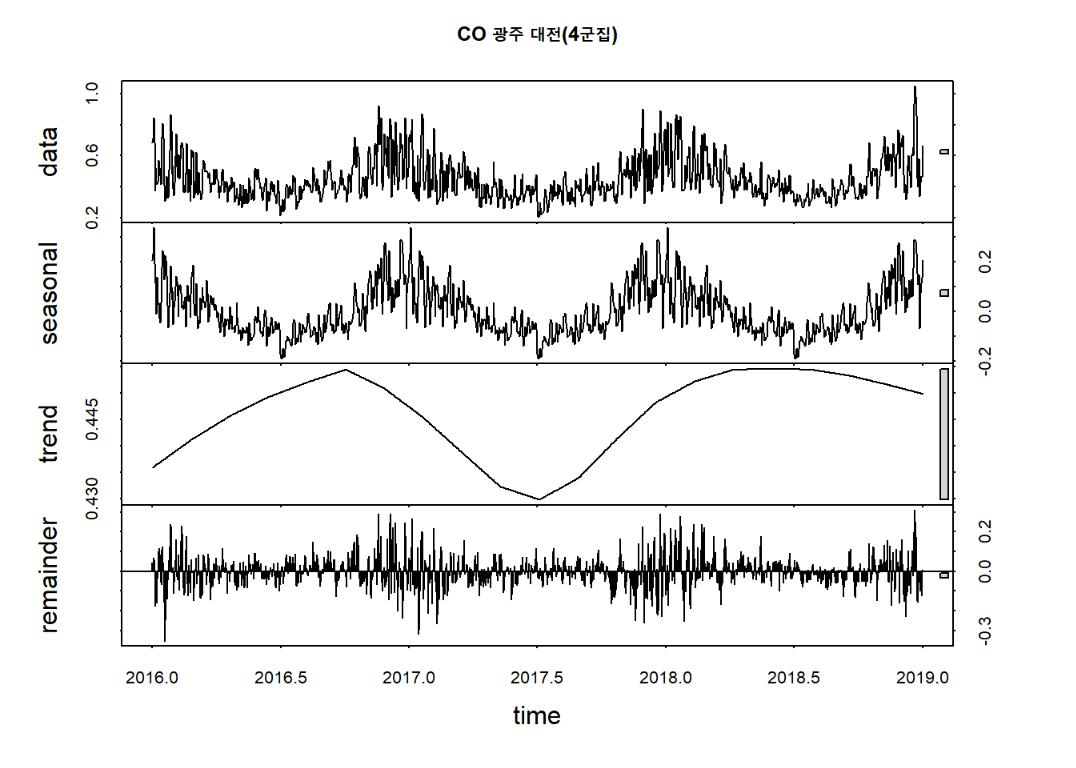 CO 광주 대전(4군집)
data
0.2 0.6 1.0
seasonal
-0.2 0.0 0.2
trend
0.430 0.445
remainder
-0.3 0.0 0.2
2016.0 2016.5 2017.0 2017.5 2018.0 2018.5 2019.0
time